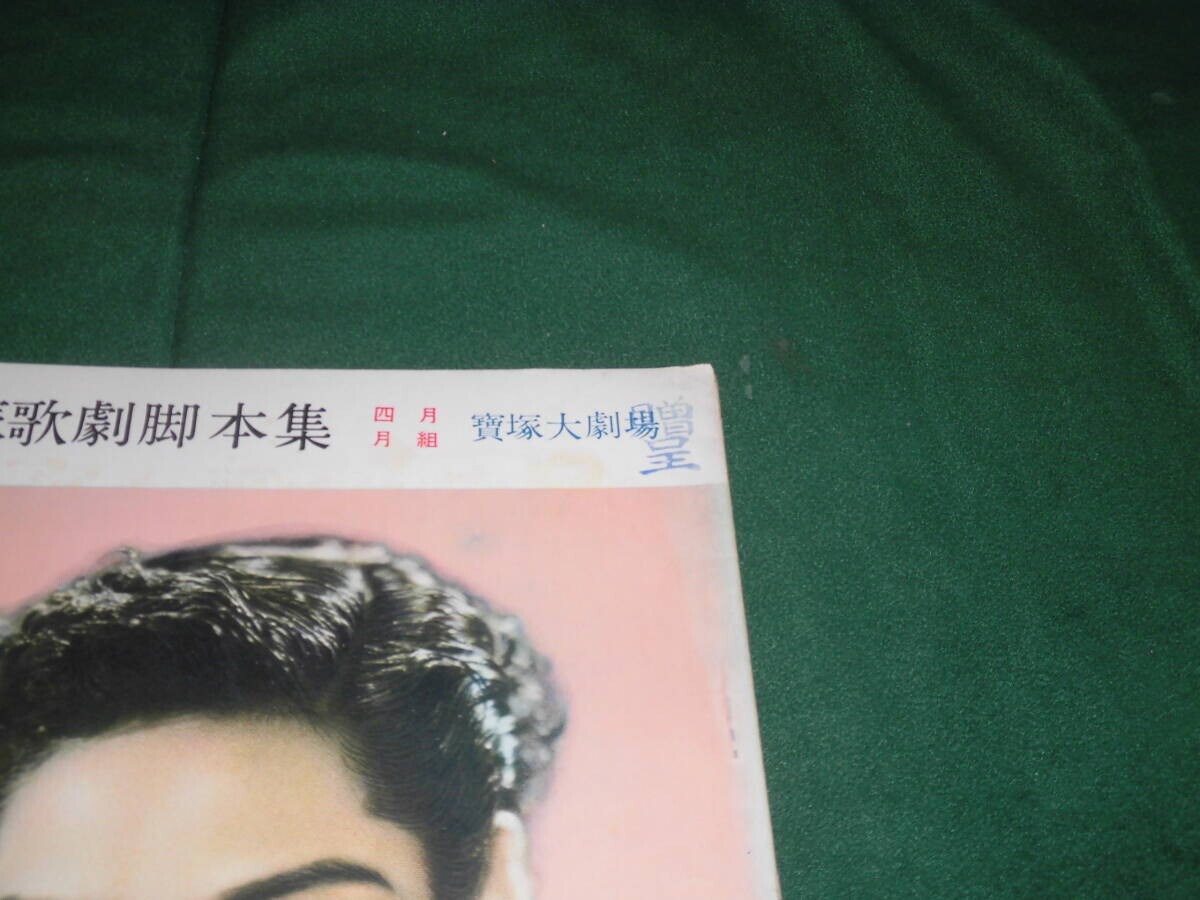 歌劇脚本集
四月
月組
寶塚大劇場
贈呈